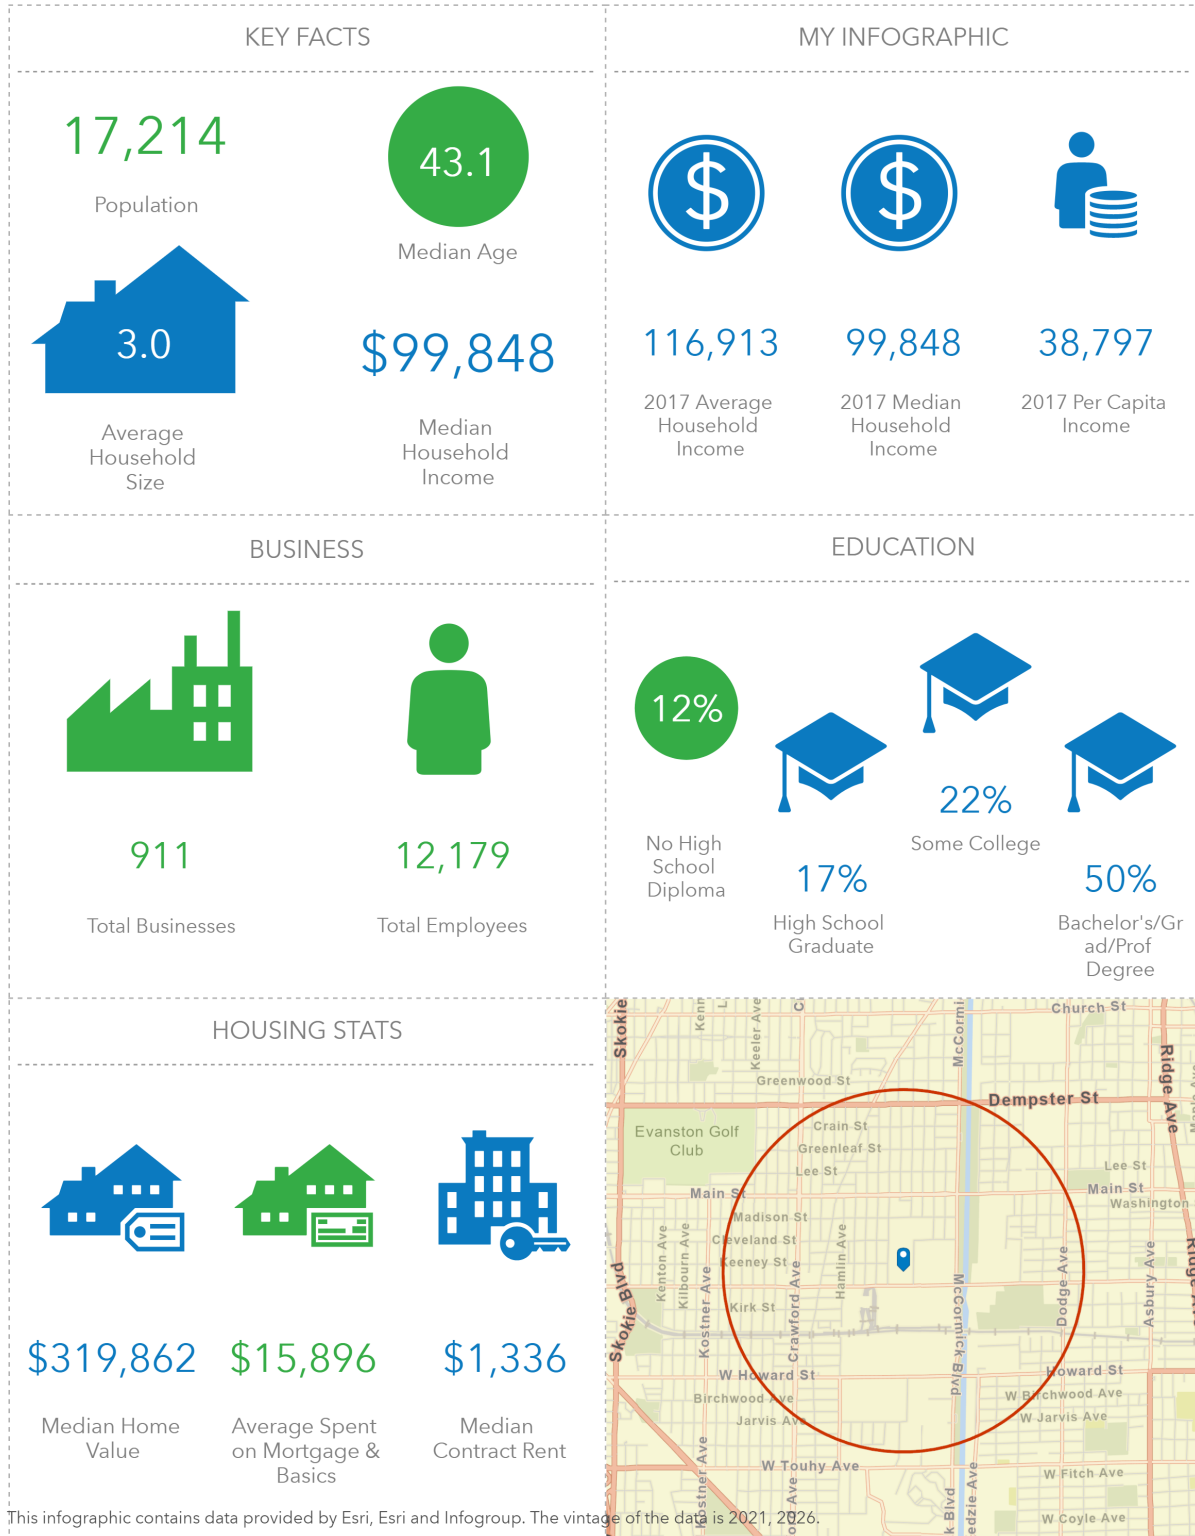 KEY FACTS
17,214
Population
43.1
Median Age
3.0
Average
Household
Size
$99,848
Median
Household
Income
MY INFOGRAPHIC
116,913
2017 Average
Household
Income
99,848
2017 Median
Household
Income
38,797
2017 Per Capita
Income
BUSINESS
911
Total Businesses
12,179
Total Employees
EDUCATION
12%
No High
School
Diploma
17%
High School
Graduate
22%
Some College
50%
Bachelor's/Gr
ad/Prof
Degree
HOUSING STATS
$319,862
Median Home
Value
$15,896
Average Spent
on Mortgage &
Basics
$1,336
Median
Contract Rent
Skokie
Kenn
L
Keeler Ave
C
McCormi
Church St
Ridge Ave
Greenwood St
Dempster St
Evanston Golf
Club
Crain St
Greenleaf St
Lee St
Lee St
Main St
Main St
Washington
Madison St
Cleveland St
Keeney St
Kenton Ave
Kilbourn Ave
Kostner Ave
Crawford Ave
Hamlin Ave
McCormick Blvd
Dodge Ave
Asbury Ave
Skokie Blvd
Kirk St
W Howard St
Howard St
Birchwood Ave
W Birchwood Ave
Jarvis Ave
W Jarvis Ave
W Touhy Ave
W Fitch Ave
W Coyle Ave
Kostner Ave
k Blvd
edzie Ave
This infographic contains data provided by Esri, Esri and Infogroup. The vintage of the data is 2021, 2026.